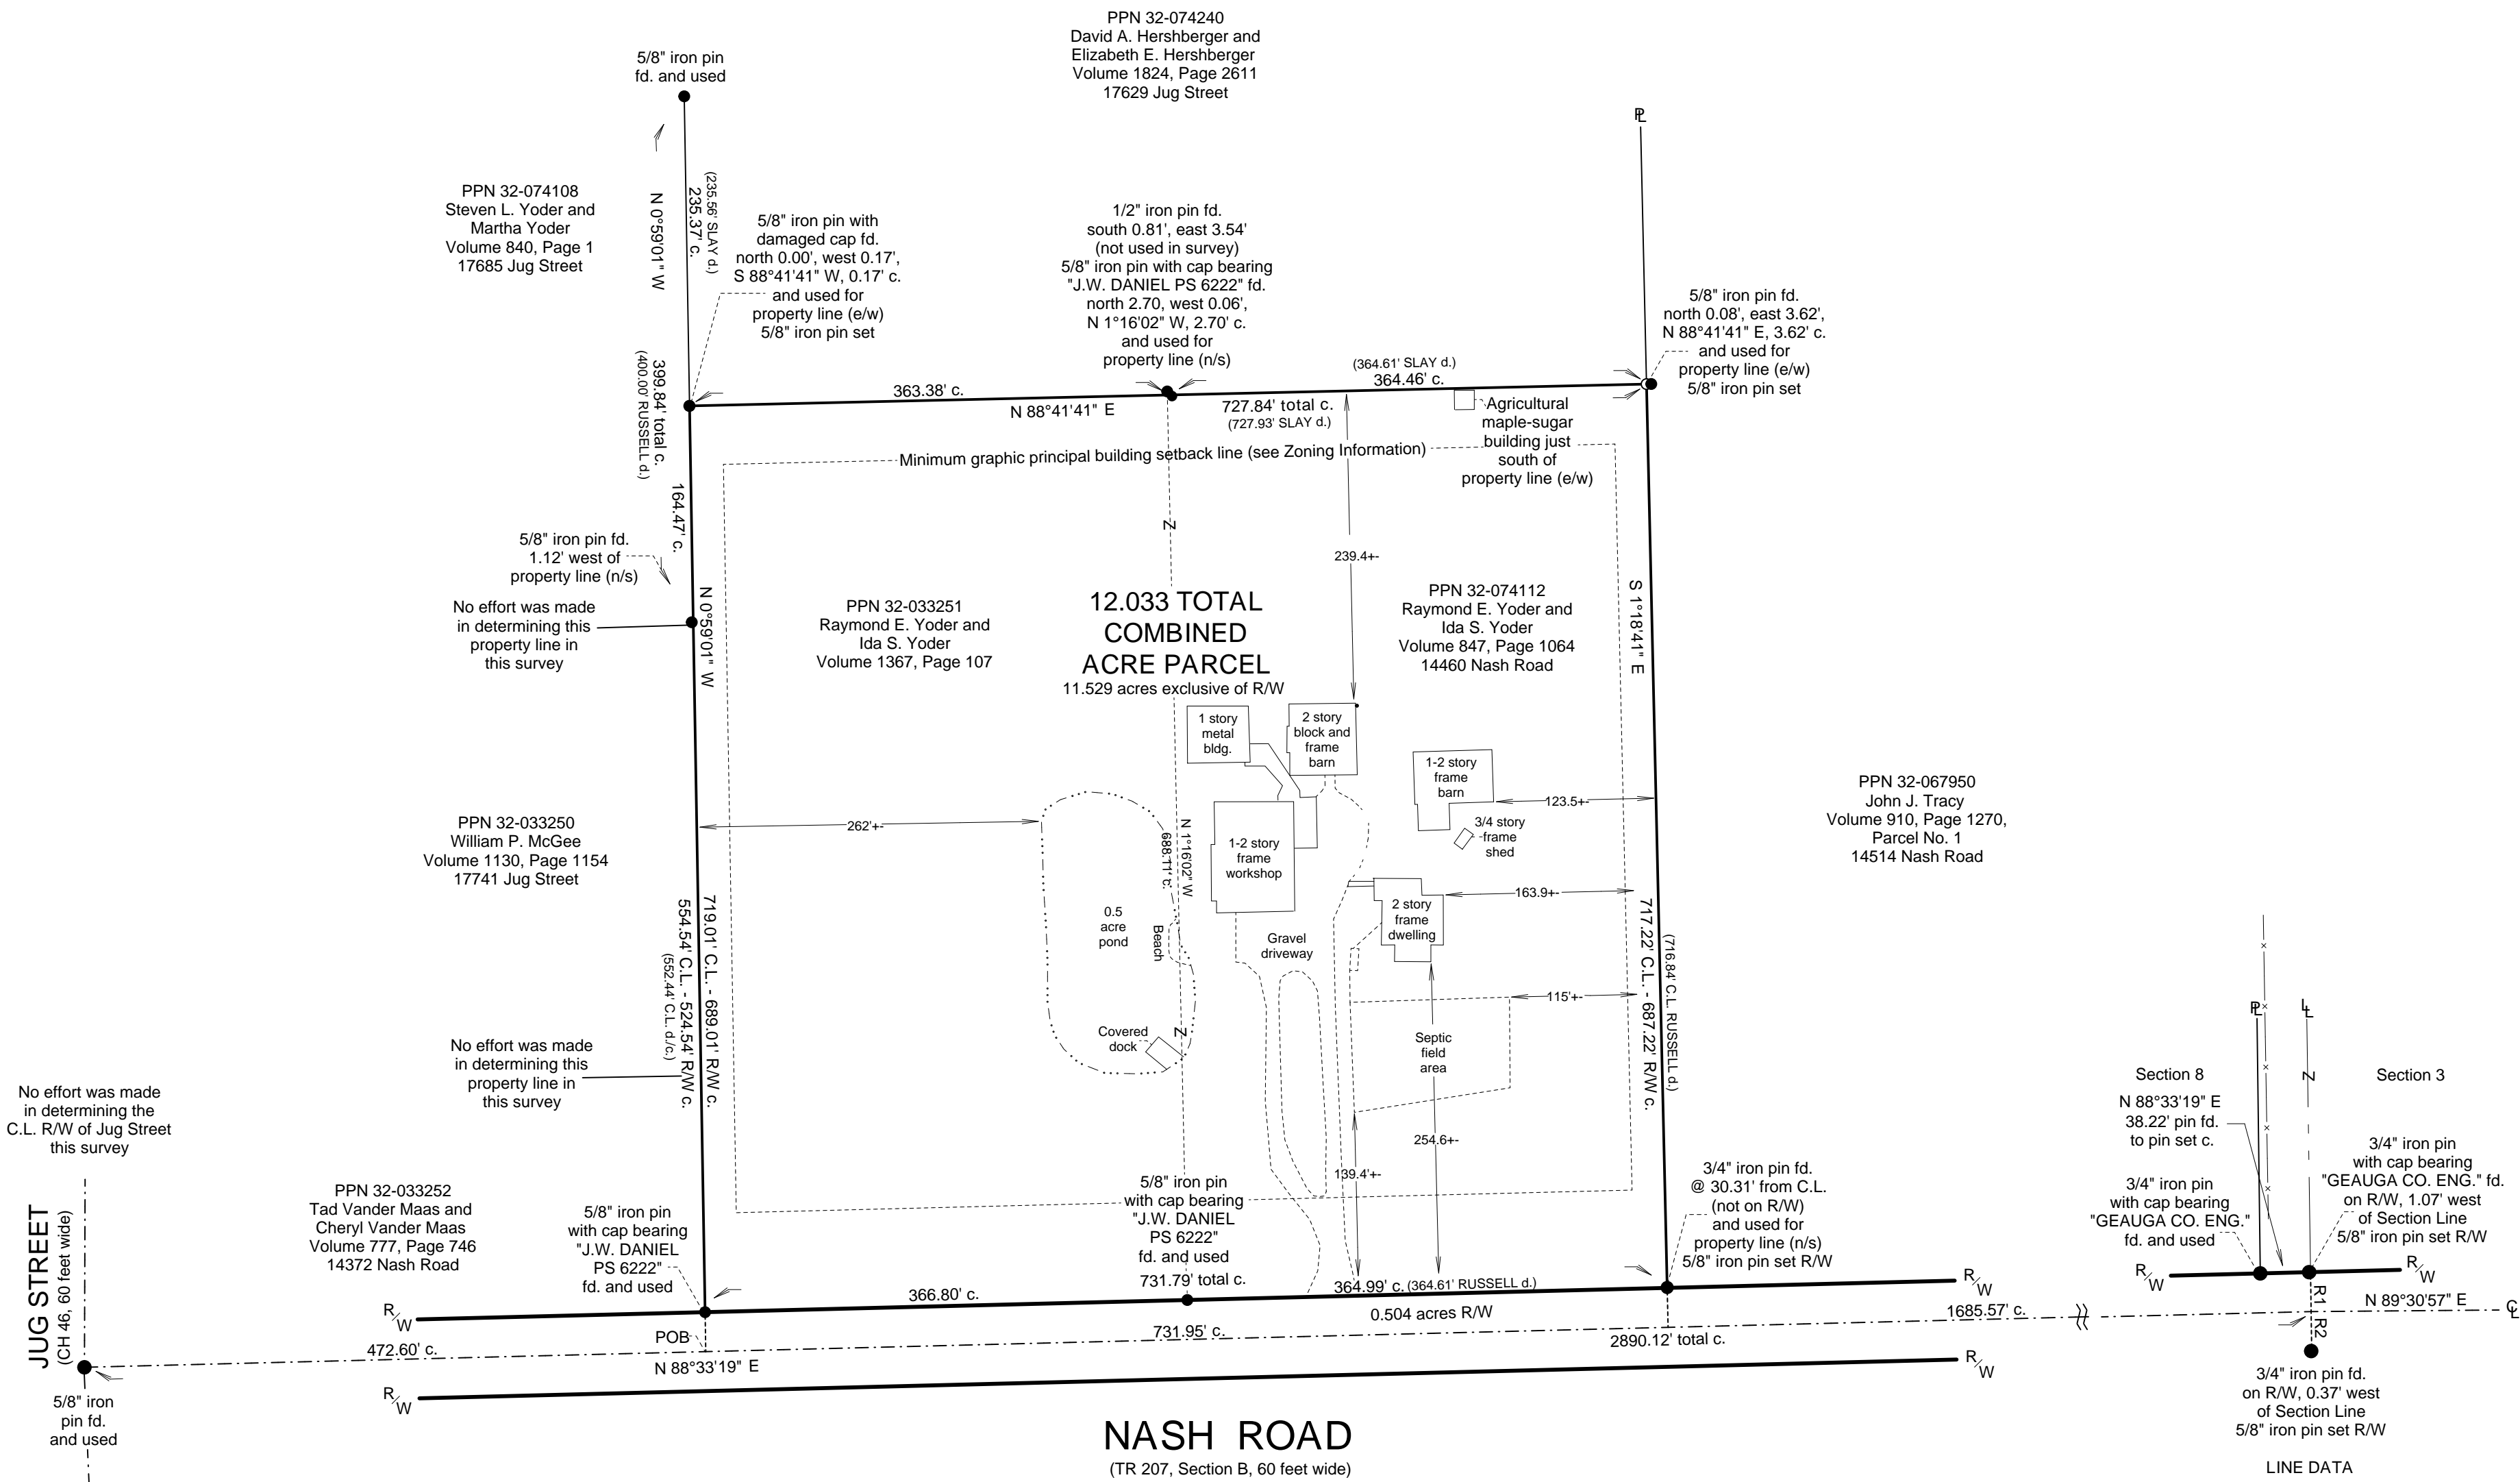 PPN 32-074240
David A. Hershberger and
Elizabeth E. Hershberger
Volume 1824, Page 2611
17629 Jug Street
5/8" iron pin
fd. and used
PL
PPN 32-074108
Steven L. Yoder and
Martha Yoder
Volume 840, Page 1
17685 Jug Street
N 0°59'01" W
235.37' c.
(235.56' SLAY d.)
5/8" iron pin with
damaged cap fd.
north 0.00', west 0.17',
S 88°41'41" W, 0.17' c.
and used for
property line (e/w)
5/8" iron pin set
1/2" iron pin fd.
south 0.81', east 3.54'
(not used in survey)
5/8" iron pin with cap bearing
"J.W. DANIEL PS 6222" fd.
north 2.70, west 0.06',
N 1°16'02" W, 2.70' c.
and used for
property line (n/s)
5/8" iron pin fd.
north 0.08', east 3.62',
N 88°41'41" E, 3.62' c.
and used for
property line (e/w)
5/8" iron pin set
399.84' total c.
(400.00' RUSSELL d.)
363.38' c.
N 88°41'41" E
(364.61' SLAY d.)
364.46' c.
727.84' total c.
(727.93' SLAY d.)
Agricultural
maple-sugar
building just
south of
property line (e/w)
Minimum graphic principal building setback line (see Zoning Information)
164.47' c.
Z
239.4+-
5/8" iron pin fd.
1.12' west of
property line (n/s)
No effort was made
in determining this
property line in
this survey
N 0°59'01" W
PPN 32-033251
Raymond E. Yoder and
Ida S. Yoder
Volume 1367, Page 107
12.033 TOTAL
COMBINED
ACRE PARCEL
11.529 acres exclusive of R/W
PPN 32-074112
Raymond E. Yoder and
Ida S. Yoder
Volume 847, Page 1064
14460 Nash Road
S 1°18'41" E
1 story
metal
bldg.
2 story
block and
frame
barn
1-2 story
frame
barn
123.5+-
3/4 story
frame
shed
PPN 32-067950
John J. Tracy
Volume 910, Page 1270,
Parcel No. 1
14514 Nash Road
PPN 32-033250
William P. McGee
Volume 1130, Page 1154
17741 Jug Street
262'+-
N 1°16'02" W
688.11' c.
1-2 story
frame
workshop
163.9+-
2 story
frame
dwelling
0.5
acre
pond
Beach
Gravel
driveway
719.01' C.L. - 689.01' R/W c.
554.54' C.L. - 524.54' R/W c.
(552.44' C.L. d./c.)
717.22' C.L. - 687.22' R/W c.
(716.84' C.L. RUSSELL d.)
115'+-
Covered
dock
Z
Septic
field
area
254.6+-
139.4'+-
No effort was made
in determining this
property line in
this survey
No effort was made
in determining the
C.L. R/W of Jug Street
this survey
PL
LL
Z
Section 8
Section 3
N 88°33'19" E
38.22' pin fd.
to pin set c.
3/4" iron pin
with cap bearing
"GEAUGA CO. ENG."
fd. and used
3/4" iron pin
with cap bearing
"GEAUGA CO. ENG." fd.
on R/W, 1.07' west
of Section Line
5/8" iron pin set R/W
JUG STREET
(CH 46, 60 feet wide)
PPN 32-033252
Tad Vander Maas and
Cheryl Vander Maas
Volume 777, Page 746
14372 Nash Road
5/8" iron pin
with cap bearing
"J.W. DANIEL
PS 6222"
fd. and used
5/8" iron pin
with cap bearing
"J.W. DANIEL
PS 6222"
fd. and used
3/4" iron pin fd.
@ 30.31' from C.L.
(not on R/W)
and used for
property line (n/s)
5/8" iron pin set R/W
R/W
366.80' c.
731.79' total c.
364.99' c. (364.61' RUSSELL d.)
R/W
R/W
R/W
R1
R2
N 89°30'57" E
CL
472.60' c.
POB
N 88°33'19" E
731.95' c.
0.504 acres R/W
2890.12' total c.
1685.57' c.
R/W
R/W
5/8" iron
pin fd.
and used
3/4" iron pin fd.
on R/W, 0.37' west
of Section Line
5/8" iron pin set R/W
NASH ROAD
(TR 207, Section B, 60 feet wide)
LINE DATA